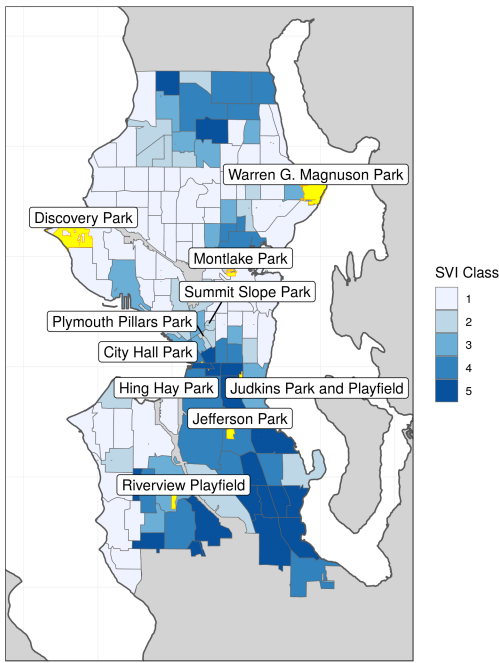 Warren G. Magnuson Park
Discovery Park
Montlake Park
Summit Slope Park
Plymouth Pillars Park
City Hall Park
Hing Hay Park
Judkins Park and Playfield
Jefferson Park
Riverview Playfield
SVI Class
1
2
3
4
5